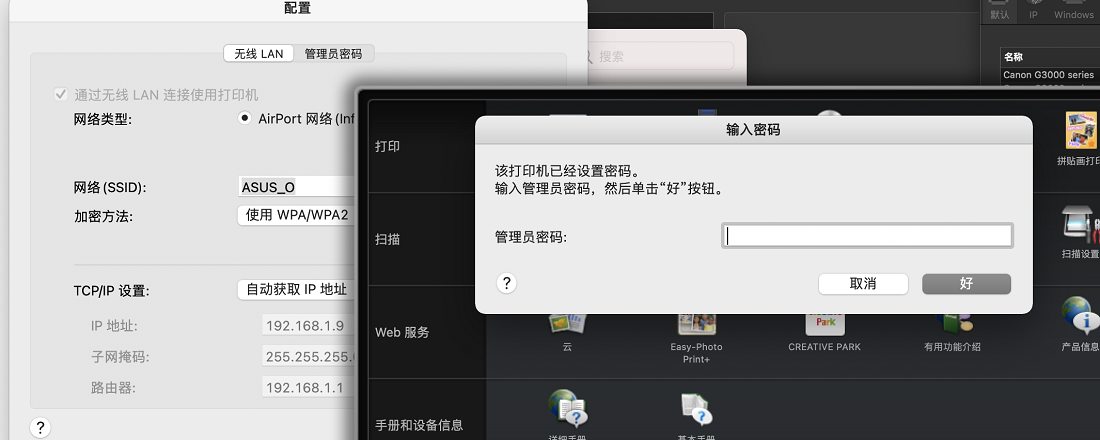 配置
无线 LAN 管理员密码
通过无线 LAN 连接使用打印机
网络类型:
AirPort 网络(Inf
网络(SSID):
ASUS_O
加密方法:
使用 WPA/WPA2
TCP/IP 设置:
自动获取 IP 地址
IP 地址:
192.168.1.9
子网掩码:
255.255.255.
路由器:
192.168.1.1
?
搜索
默认 IP Windows
名称
Canon G3000 series
打印
扫描
Web 服务
手册和设备信息
输入密码
该打印机已经设置密码。
输入管理员密码，然后单击“好”按钮。
管理员密码:
?
取消
好
拼贴画打印
扫描设置
云
Easy-Photo
Print+
CREATIVE PARK
有用功能介绍
产品信息
详细手册
基本手册